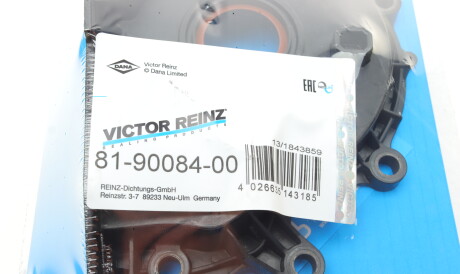 DANA
Victor Reinz
© Dana Limited
EAC
VICTOR REINZ
SEALING PRODUCTS
13/1843859
81-90084-00
4 026635 143185
REINZ-Dichtungs-GmbH
Reinzstr. 3-7 89233 Neu-Ulm Germany